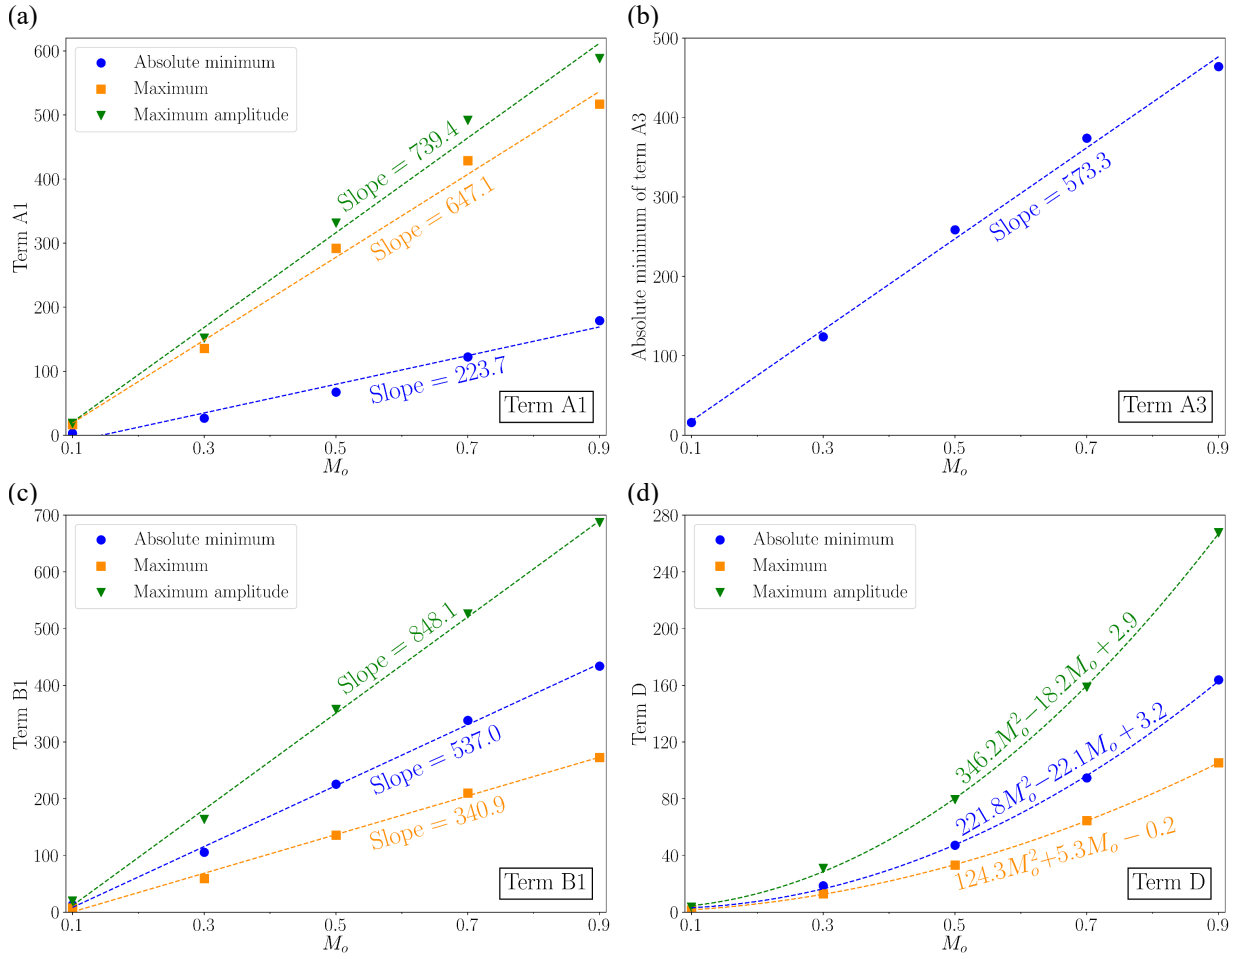 (a)
600
500
400
300
200
100
0
Term A1
Absolute minimum
Maximum
Maximum amplitude
Slope = 739.4
Slope = 647.1
Slope = 223.7
Term A1
0.1 0.3 0.5 0.7 0.9
M_o
(b)
500
400
300
200
100
0
Absolute minimum of term A3
Slope = 573.3
Term A3
0.1 0.3 0.5 0.7 0.9
M_o
(c)
700
600
500
400
300
200
100
0
Term B1
Absolute minimum
Maximum
Maximum amplitude
Slope = 848.1
Slope = 537.0
Slope = 340.9
Term B1
0.1 0.3 0.5 0.7 0.9
M_o
(d)
280
240
200
160
120
80
40
0
Term D
Absolute minimum
Maximum
Maximum amplitude
346.2M_o^2−18.2M_o + 2.9
221.8M_o^2−22.1M_o + 3.2
124.3M_o^2+5.3M_o − 0.2
Term D
0.1 0.3 0.5 0.7 0.9
M_o